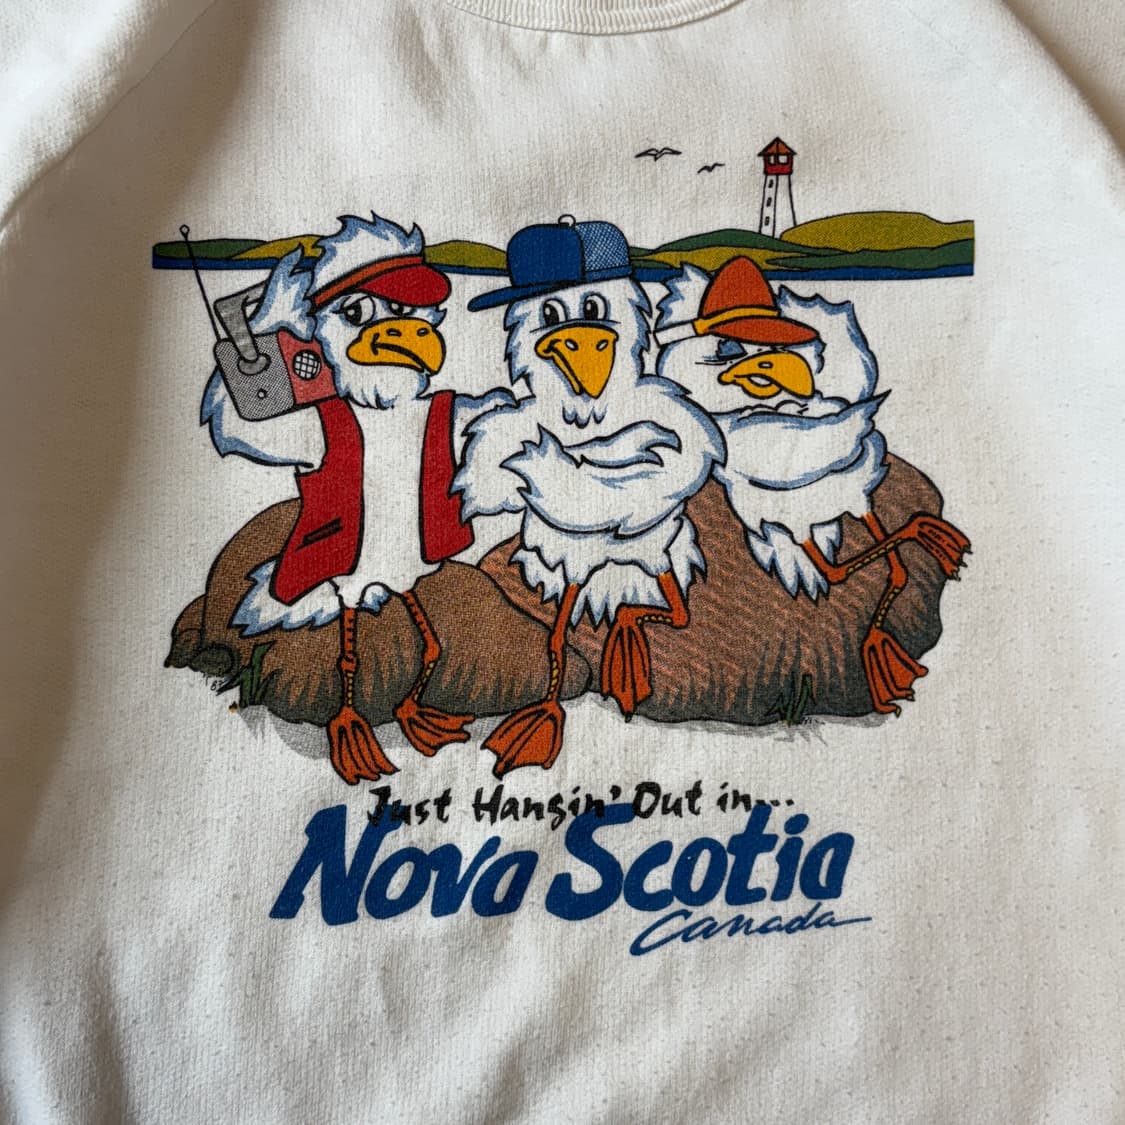 Just Hangin' Out in...
Nova Scotia
Canada